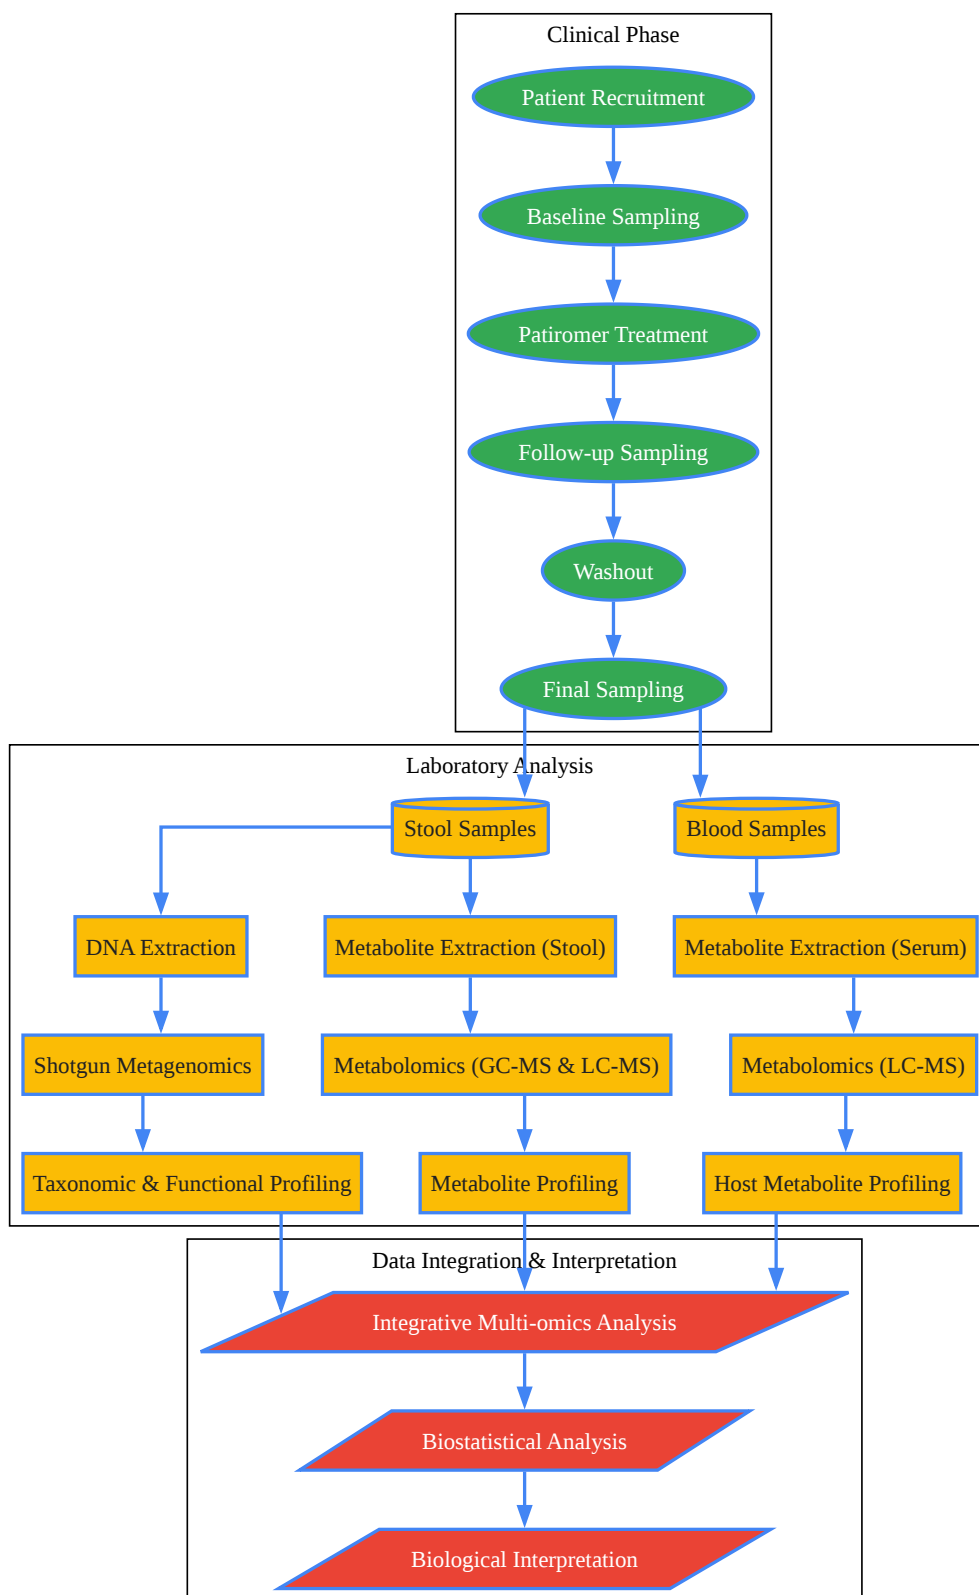 Clinical Phase
Patient Recruitment
Baseline Sampling
Patiromer Treatment
Follow-up Sampling
Washout
Final Sampling
Laboratory Analysis
Stool Samples
Blood Samples
DNA Extraction
Metabolite Extraction (Stool)
Metabolite Extraction (Serum)
Shotgun Metagenomics
Metabolomics (GC-MS & LC-MS)
Metabolomics (LC-MS)
Taxonomic & Functional Profiling
Metabolite Profiling
Host Metabolite Profiling
Data Integration & Interpretation
Integrative Multi-omics Analysis
Biostatistical Analysis
Biological Interpretation